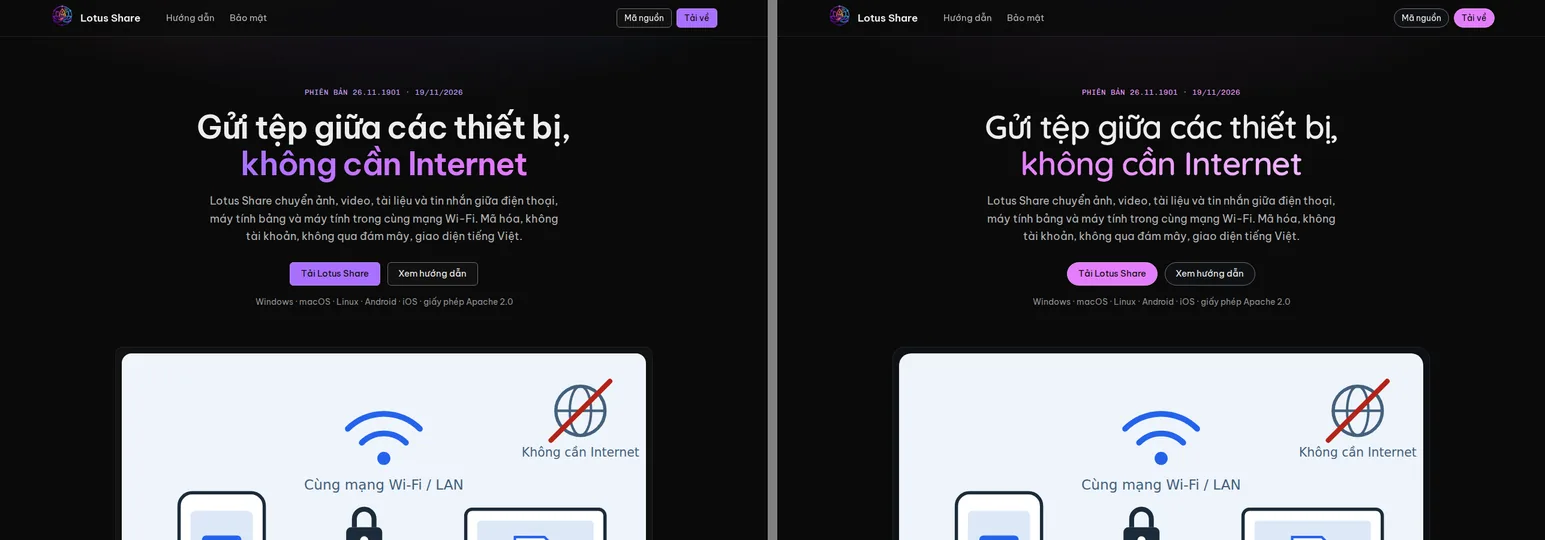 Lotus Share Hướng dẫn Bảo mật Mã nguồn Tải về
PHIÊN BẢN 26.11.1901 · 19/11/2026
Gửi tệp giữa các thiết bị,
không cần Internet
Lotus Share chuyển ảnh, video, tài liệu và tin nhắn giữa điện thoại,
máy tính bảng và máy tính trong cùng mạng Wi-Fi. Mã hóa, không
tài khoản, không qua đám mây, giao diện tiếng Việt.
Tải Lotus Share Xem hướng dẫn
Windows · macOS · Linux · Android · iOS · giấy phép Apache 2.0
Không cần Internet
Cùng mạng Wi-Fi / LAN
Lotus Share Hướng dẫn Bảo mật Mã nguồn Tải về
PHIÊN BẢN 26.11.1901 · 19/11/2026
Gửi tệp giữa các thiết bị,
không cần Internet
Lotus Share chuyển ảnh, video, tài liệu và tin nhắn giữa điện thoại,
máy tính bảng và máy tính trong cùng mạng Wi-Fi. Mã hóa, không
tài khoản, không qua đám mây, giao diện tiếng Việt.
Tải Lotus Share Xem hướng dẫn
Windows · macOS · Linux · Android · iOS · giấy phép Apache 2.0
Không cần Internet
Cùng mạng Wi-Fi / LAN